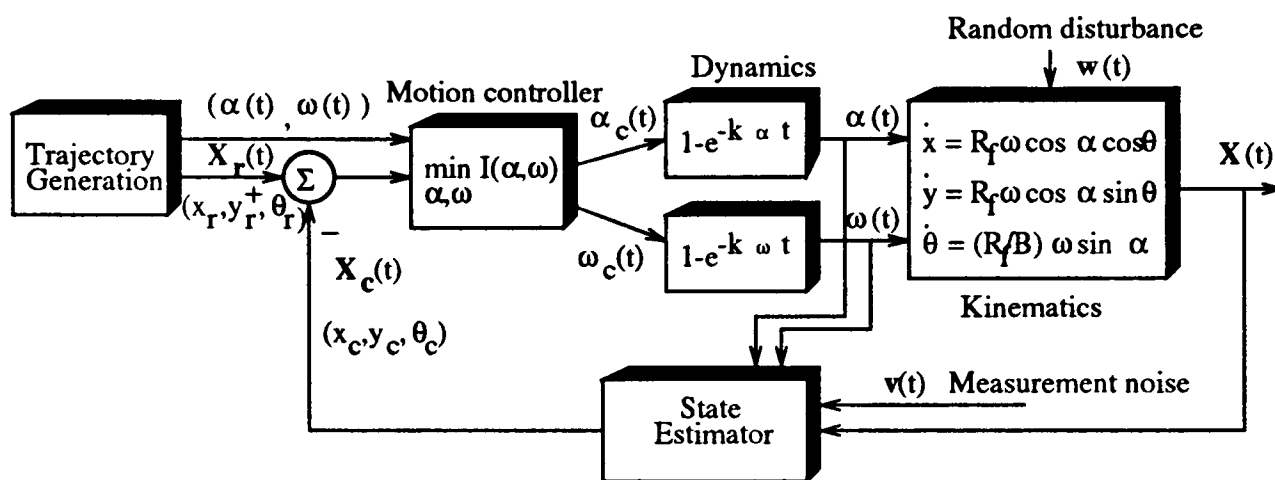 Random disturbance
w(t)
Dynamics
Motion controller
(α(t) , ω(t) )
α_c(t)
1-e^{-k α t}
α(t)
ẋ = R_f ω cos α cosθ
Trajectory
Generation
X_r(t)
+
(x_r,y_r,θ_r)
Σ
min I(α,ω)
α,ω
X(t)
ẏ = R_f ω cos α sinθ
−
X_c(t)
ω_c(t)
1-e^{-k ω t}
ω(t)
θ̇ = (R_f/B) ω sin α
Kinematics
(x_c,y_c,θ_c)
v(t) Measurement noise
State
Estimator